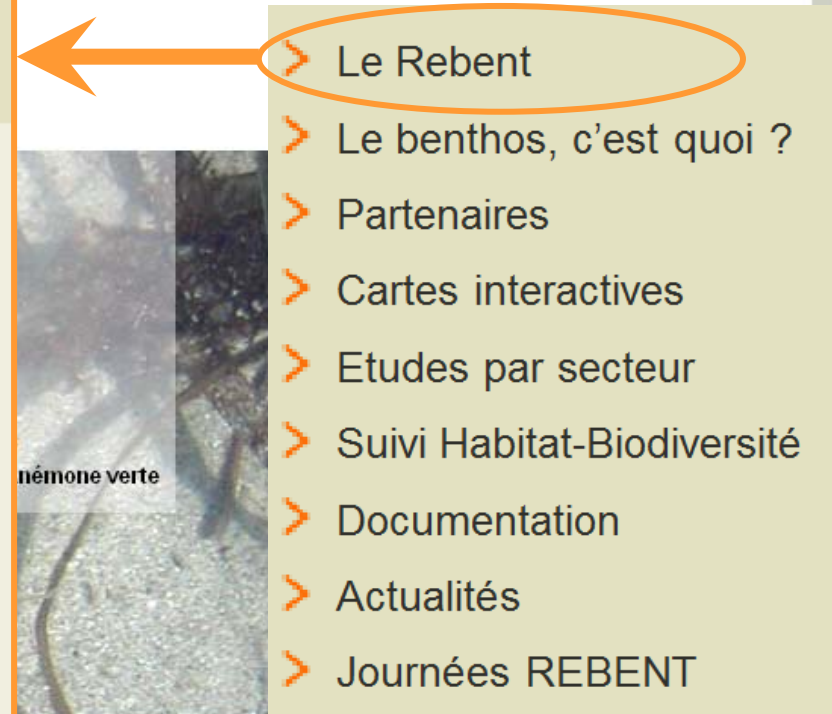 Le Rebent
Le benthos, c'est quoi ?
Partenaires
Cartes interactives
Etudes par secteur
Suivi Habitat-Biodiversité
némone verte
Documentation
Actualités
Journées REBENT